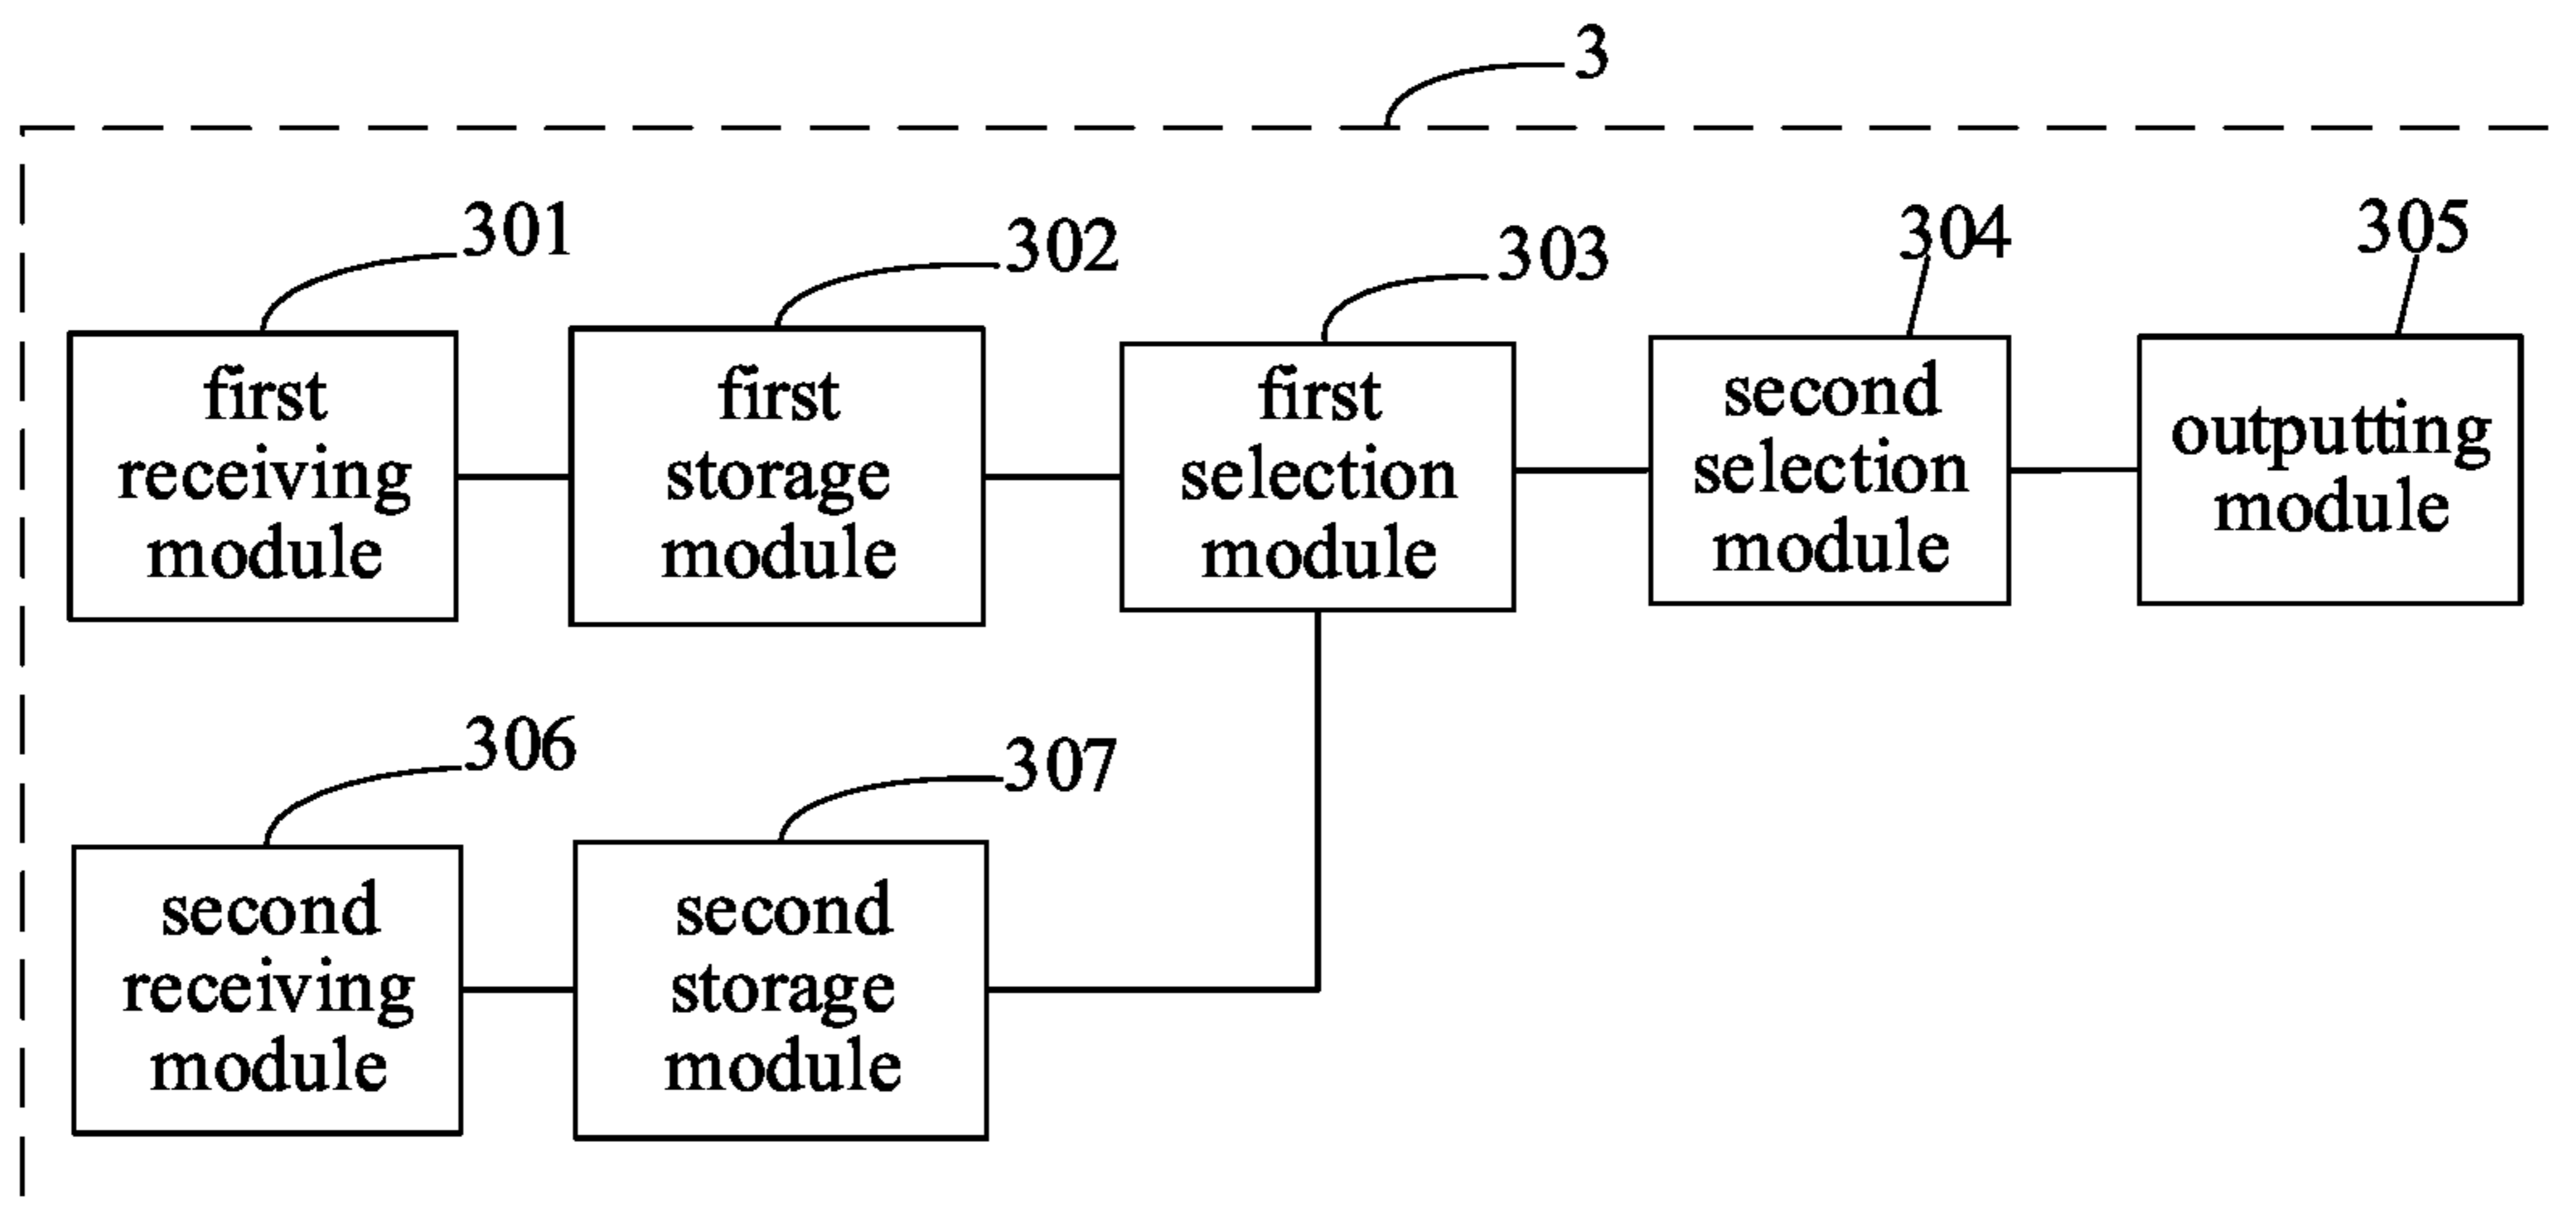 3
301
302
303
304
305
first
receiving
module
first
storage
module
first
selection
module
second
selection
module
outputting
module
306
307
second
receiving
module
second
storage
module